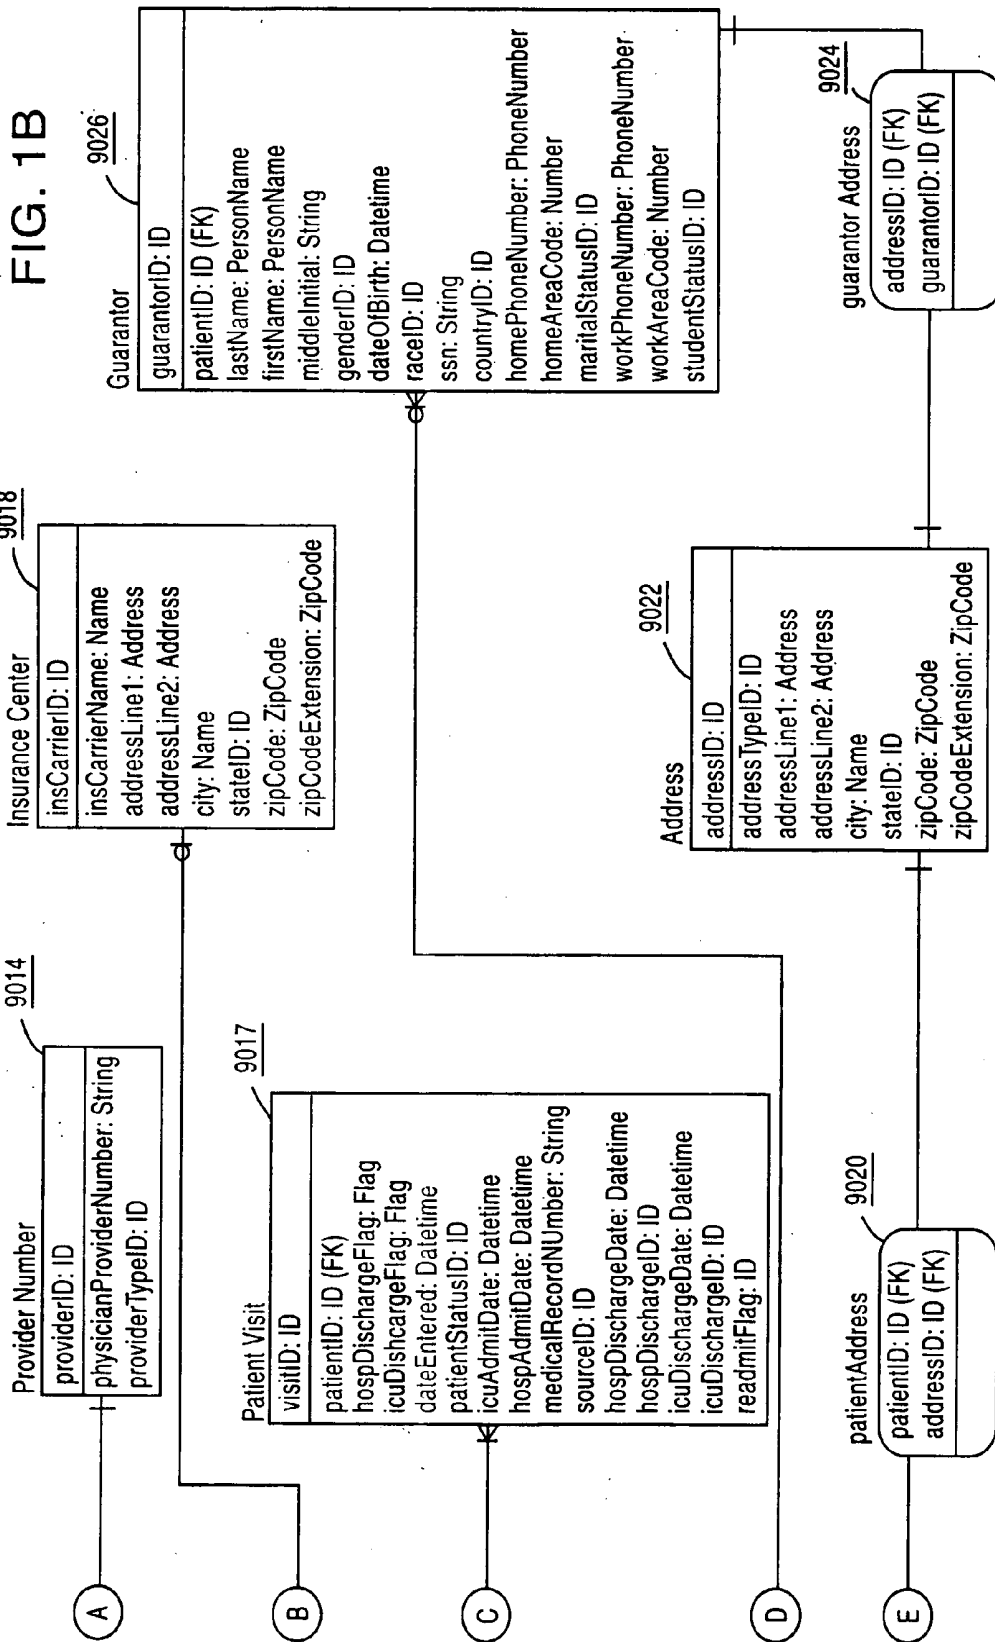 FIG. 1B
Provider Number
9014
providerID: ID
physicianProviderNumber: String
providerTypeID: ID
Insurance Center
9018
insCarrierID: ID
insCarrierName: Name
addressLine1: Address
addressLine2: Address
city: Name
stateID: ID
zipCode: ZipCode
zipCodeExtension: ZipCode
Guarantor
9026
guarantorID: ID
patientID: ID (FK)
lastName: PersonName
firstName: PersonName
middleInitial: String
genderID: ID
dateOfBirth: Datetime
raceID: ID
ssn: String
countryID: ID
homePhoneNumber: PhoneNumber
homeAreaCode: Number
maritalStatusID: ID
workPhoneNumber: PhoneNumber
workAreaCode: Number
studentStatusID: ID
Patient Visit
9017
visitID: ID
patientID: ID (FK)
hospDischargeFlag: Flag
icuDishcargeFlag: Flag
dateEntered: Datetime
patientStatusID: ID
icuAdmitDate: Datetime
hospAdmitDate: Datetime
medicalRecordNUmber: String
sourceID: ID
hospDischargeDate: Datetime
hospDischargeID: ID
icuDischargeDate: Datetime
icuDischargeID: ID
readmitFlag: ID
Address
9022
addressID: ID
addressTypeID: ID
addressLine1: Address
addressLine2: Address
city: Name
stateID: ID
zipCode: ZipCode
zipCodeExtension: ZipCode
patientAddress
9020
patientID: ID (FK)
addressID: ID (FK)
guarantor Address
9024
addressID: ID (FK)
guarantorID: ID (FK)
A
B
C
D
E